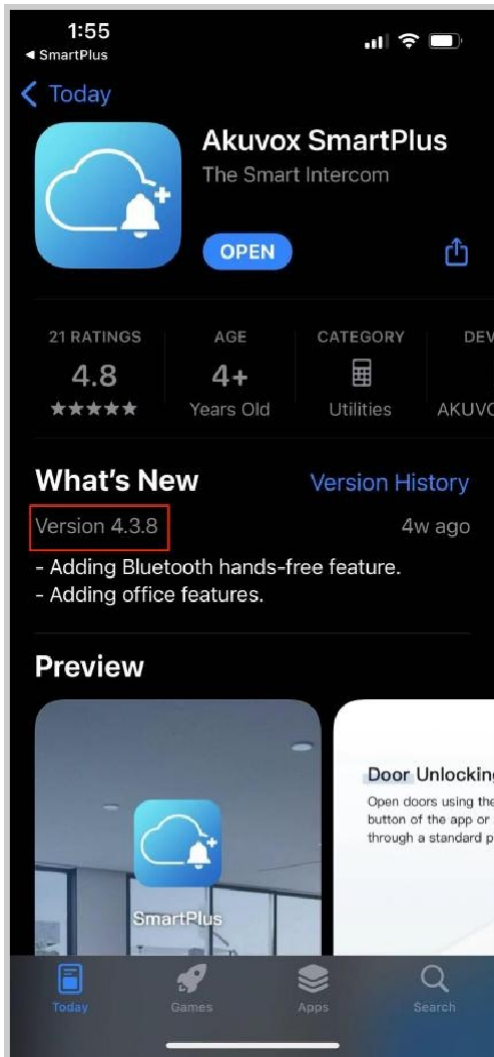 1:55
◀ SmartPlus
Today
Akuvox SmartPlus
The Smart Intercom
OPEN
21 RATINGS
AGE
CATEGORY
DEV
4.8
4+
★★★★★
Years Old
Utilities
AKUVO
What's New
Version History
Version 4.3.8
4w ago
- Adding Bluetooth hands-free feature.
- Adding office features.
Preview
SmartPlus
Door Unlocking
Open doors using the
button of the app or
through a standard p
Today
Games
Apps
Search